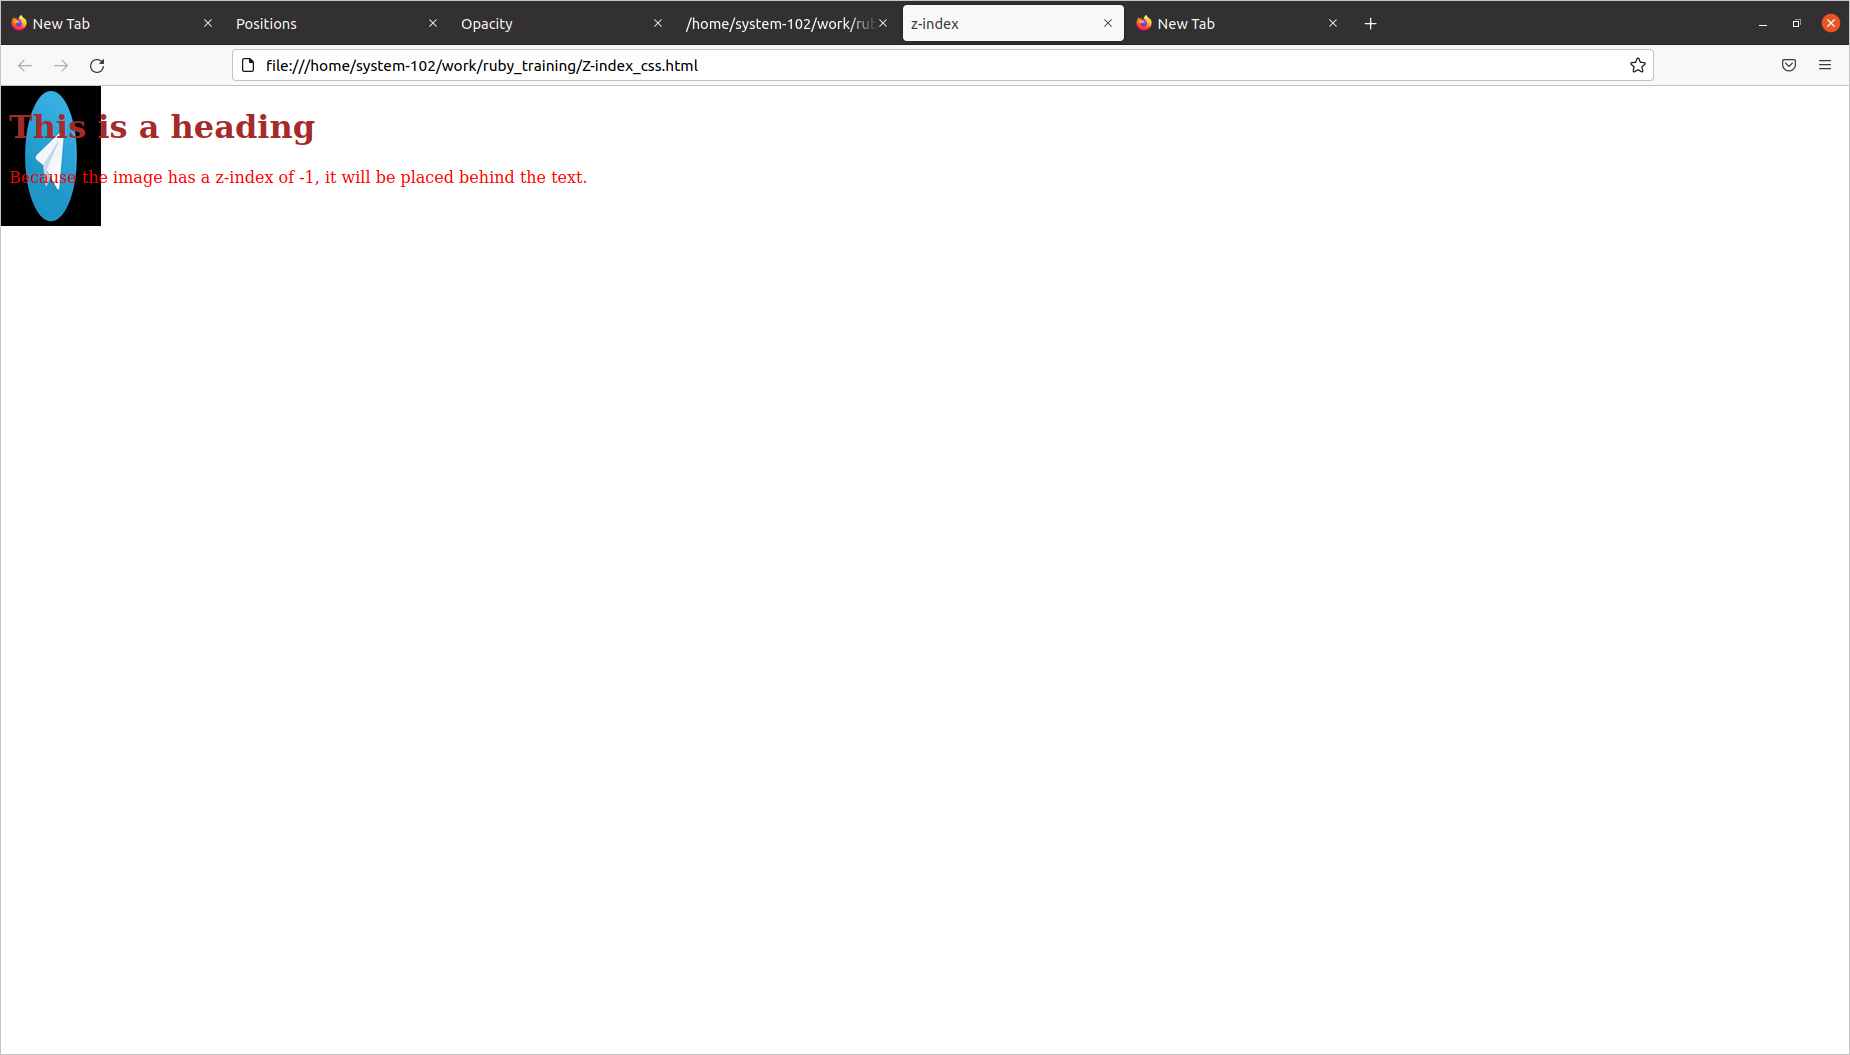 New Tab
Positions
Opacity
/home/system-102/work/rub
z-index
New Tab
file:///home/system-102/work/ruby_training/Z-index_css.html
This is a heading
Because the image has a z-index of -1, it will be placed behind the text.